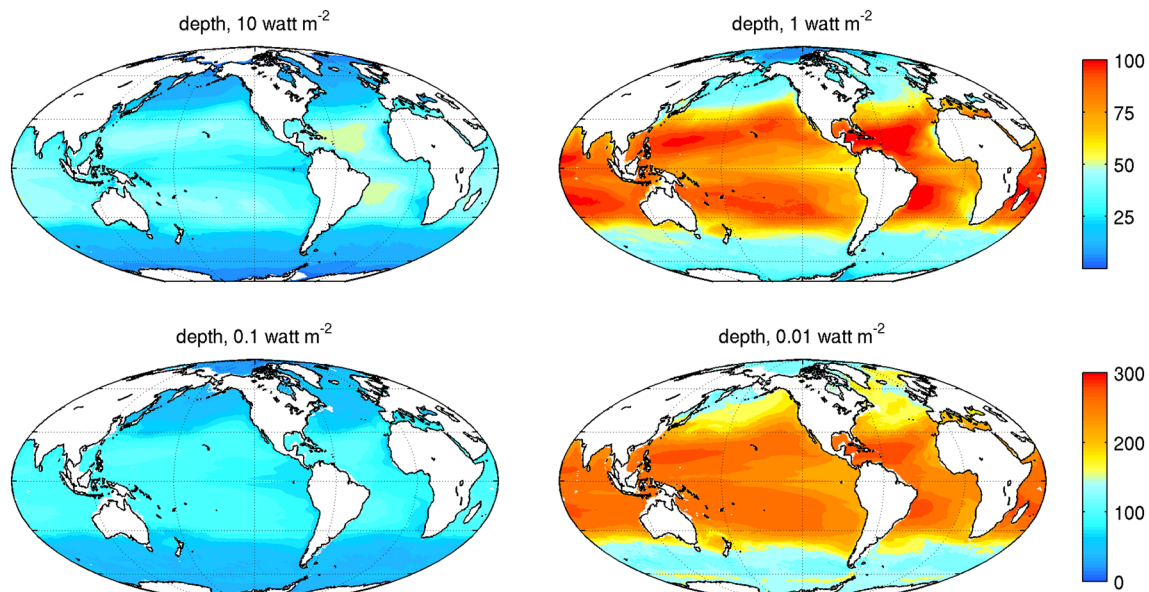 depth, 10 watt m⁻²
depth, 1 watt m⁻²
100
75
50
25
depth, 0.1 watt m⁻²
depth, 0.01 watt m⁻²
300
200
100
0